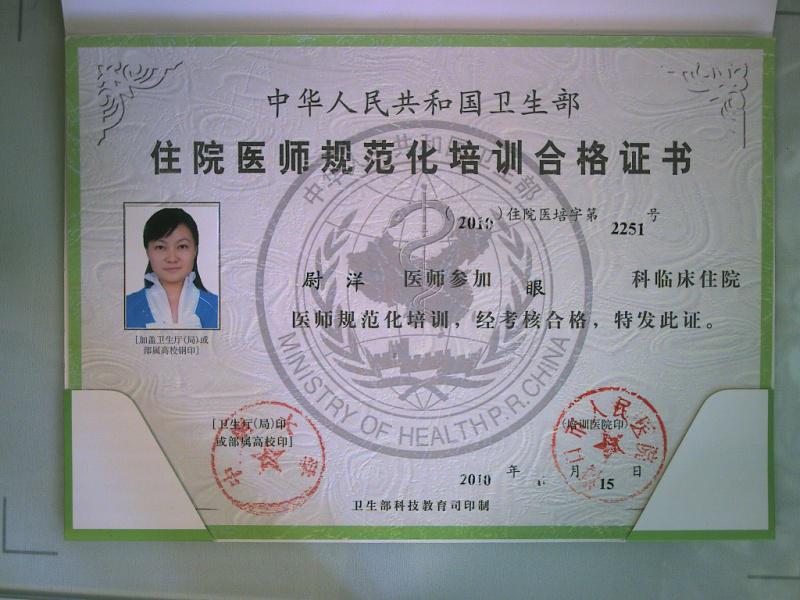 中华人民共和国卫生部
住院医师规范化培训合格证书
(2010)住院医培字第 2251 号
尉洋 医师参加 眼 科临床住院
医师规范化培训，经考核合格，特发此证。
[加盖卫生厅(局)或
部属高校钢印]
MINISTRY OF HEALTH P.R.CHINA
[卫生厅(局)印
或部属高校印]
(培训医院印)
人民医院
2010 年 月 15 日
卫生部科技教育司印制